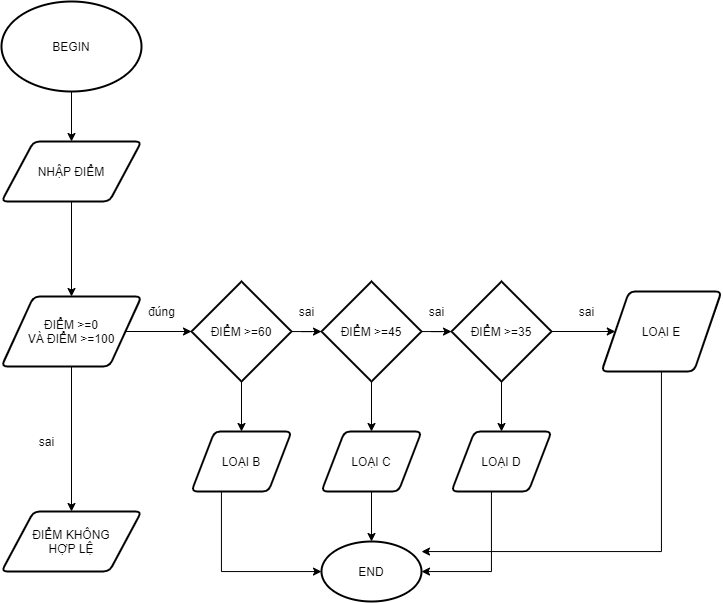 BEGIN
NHẬP ĐIỂM
ĐIỂM >=0
VÀ ĐIỂM >=100
đúng
ĐIỂM >=60
sai
ĐIỂM >=45
sai
ĐIỂM >=35
sai
LOẠI E
sai
LOẠI B
LOẠI C
LOẠI D
ĐIỂM KHÔNG
HỢP LỆ
END